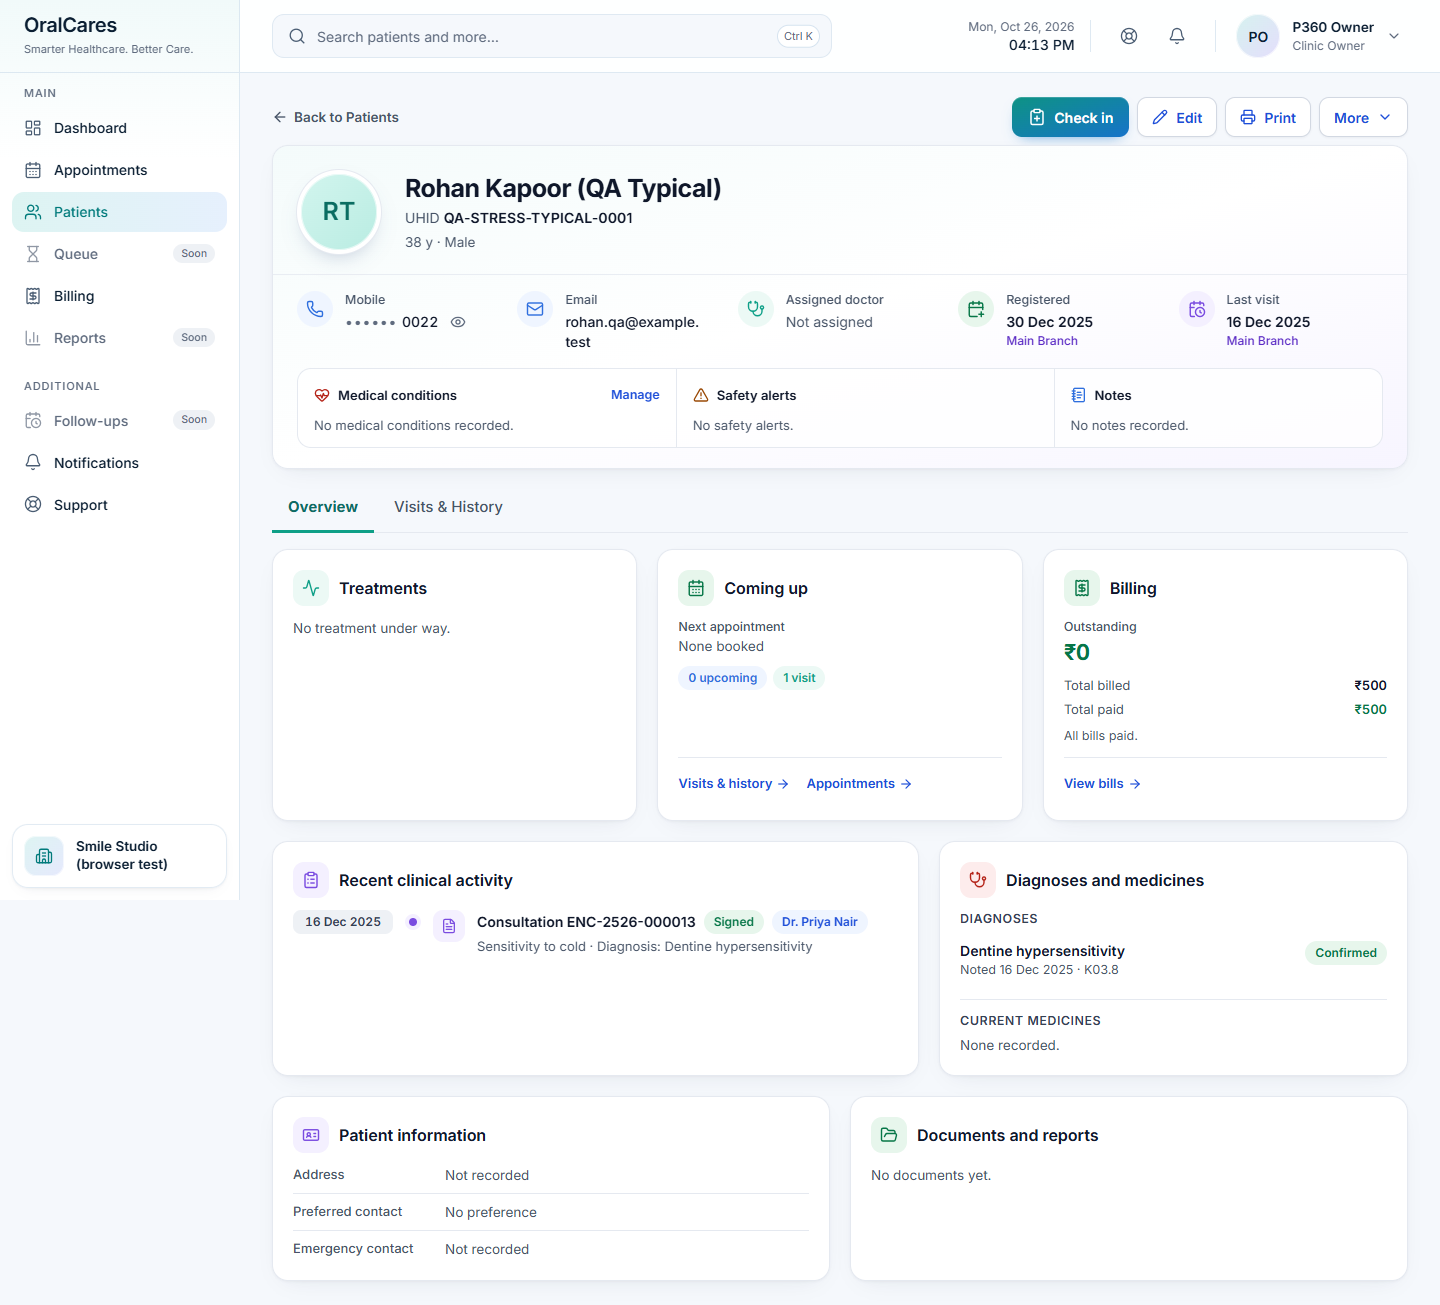 OralCares
Smarter Healthcare. Better Care.
Search patients and more...
Ctrl K
Mon, Oct 26, 2026
04:13 PM
PO
P360 Owner
Clinic Owner
MAIN
Dashboard
Appointments
Patients
Queue
Soon
Billing
Reports
Soon
ADDITIONAL
Follow-ups
Soon
Notifications
Support
Smile Studio
(browser test)
Back to Patients
Check in
Edit
Print
More
RT
Rohan Kapoor (QA Typical)
UHID QA-STRESS-TYPICAL-0001
38 y · Male
Mobile
•••••• 0022
Email
rohan.qa@example.
test
Assigned doctor
Not assigned
Registered
30 Dec 2025
Main Branch
Last visit
16 Dec 2025
Main Branch
Medical conditions
Manage
No medical conditions recorded.
Safety alerts
No safety alerts.
Notes
No notes recorded.
Overview
Visits & History
Treatments
No treatment under way.
Coming up
Next appointment
None booked
0 upcoming
1 visit
Visits & history →
Appointments →
Billing
Outstanding
₹0
Total billed
₹500
Total paid
₹500
All bills paid.
View bills →
Recent clinical activity
16 Dec 2025
Consultation ENC-2526-000013
Signed
Dr. Priya Nair
Sensitivity to cold · Diagnosis: Dentine hypersensitivity
Diagnoses and medicines
DIAGNOSES
Dentine hypersensitivity
Confirmed
Noted 16 Dec 2025 · K03.8
CURRENT MEDICINES
None recorded.
Patient information
Address
Not recorded
Preferred contact
No preference
Emergency contact
Not recorded
Documents and reports
No documents yet.